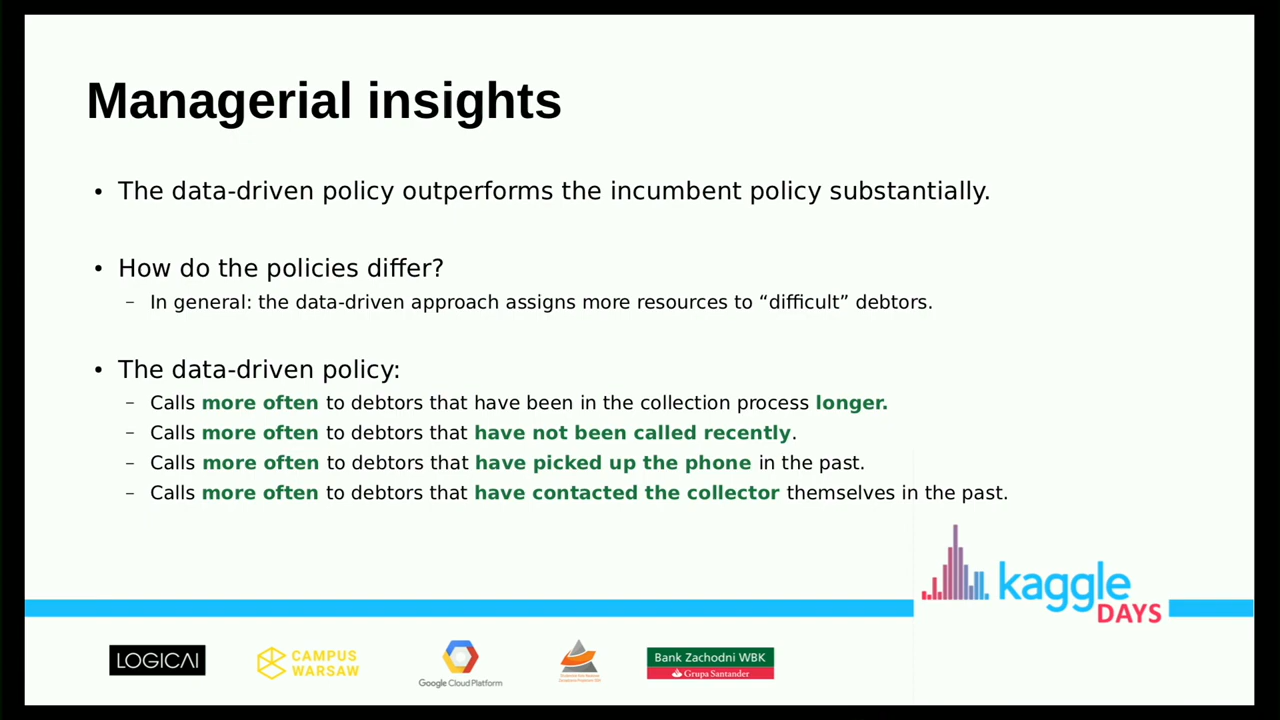 Managerial insights
• The data-driven policy outperforms the incumbent policy substantially.
• How do the policies differ?
– In general: the data-driven approach assigns more resources to “difficult” debtors.
• The data-driven policy:
– Calls more often to debtors that have been in the collection process longer.
– Calls more often to debtors that have not been called recently.
– Calls more often to debtors that have picked up the phone in the past.
– Calls more often to debtors that have contacted the collector themselves in the past.
kaggle
DAYS
LOGICAI
CAMPUS
WARSAW
Google Cloud Platform
Bank Zachodni WBK
Grupa Santander